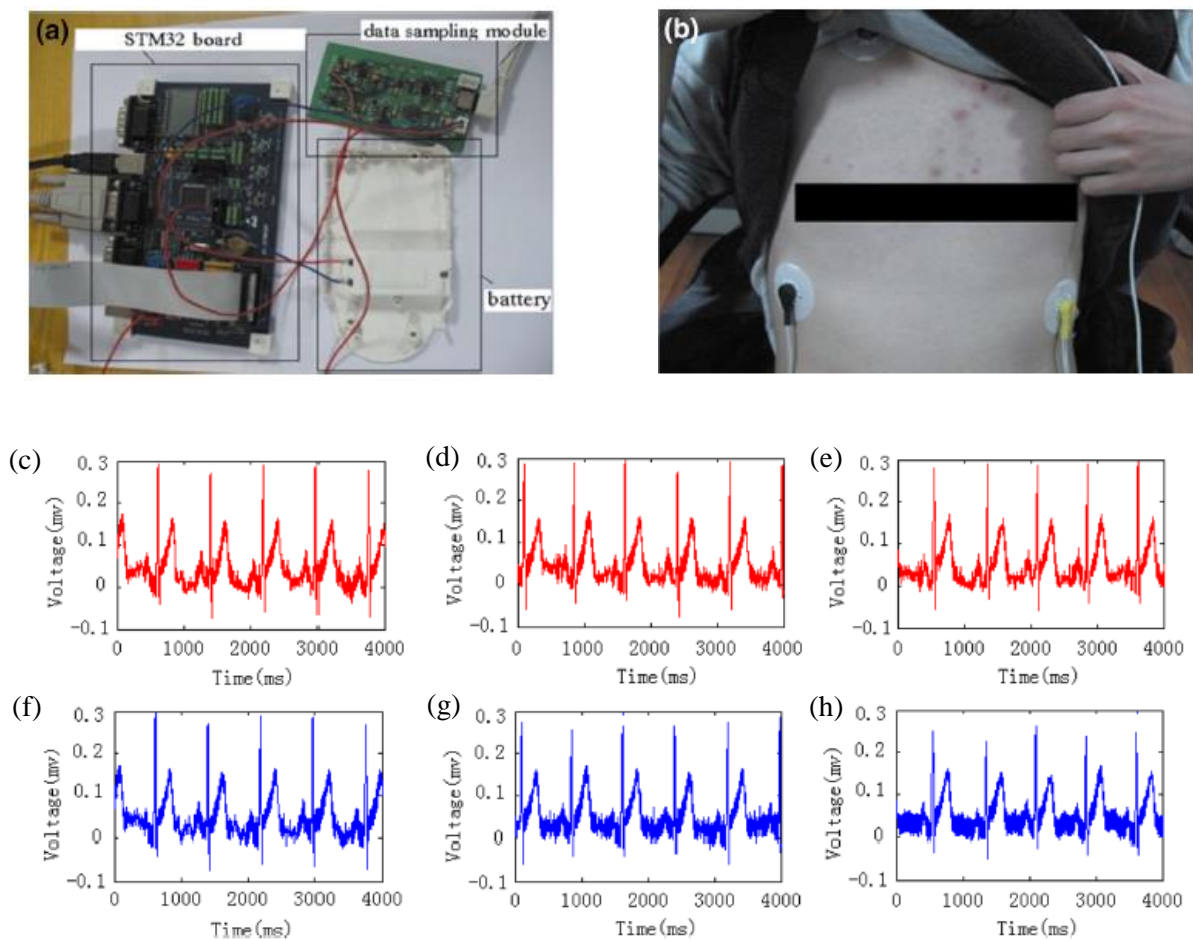 (a)
STM32 board
data sampling module
battery
(b)
(c)
0.3
0.2
0.1
0
-0.1
Voltage(mv)
0 1000 2000 3000 4000
Time(ms)
(d)
0.3
0.2
0.1
0
-0.1
Voltage(mv)
0 1000 2000 3000 4000
Time(ms)
(e)
0.3
0.2
0.1
0
-0.1
Voltage(mv)
0 1000 2000 3000 4000
Time(ms)
(f)
0.3
0.2
0.1
0
-0.1
Voltage(mv)
0 1000 2000 3000 4000
Time(ms)
(g)
0.3
0.2
0.1
0
-0.1
Voltage(mv)
0 1000 2000 3000 4000
Time(ms)
(h)
0.3
0.2
0.1
0
-0.1
Voltage(mv)
0 1000 2000 3000 4000
Time(ms)